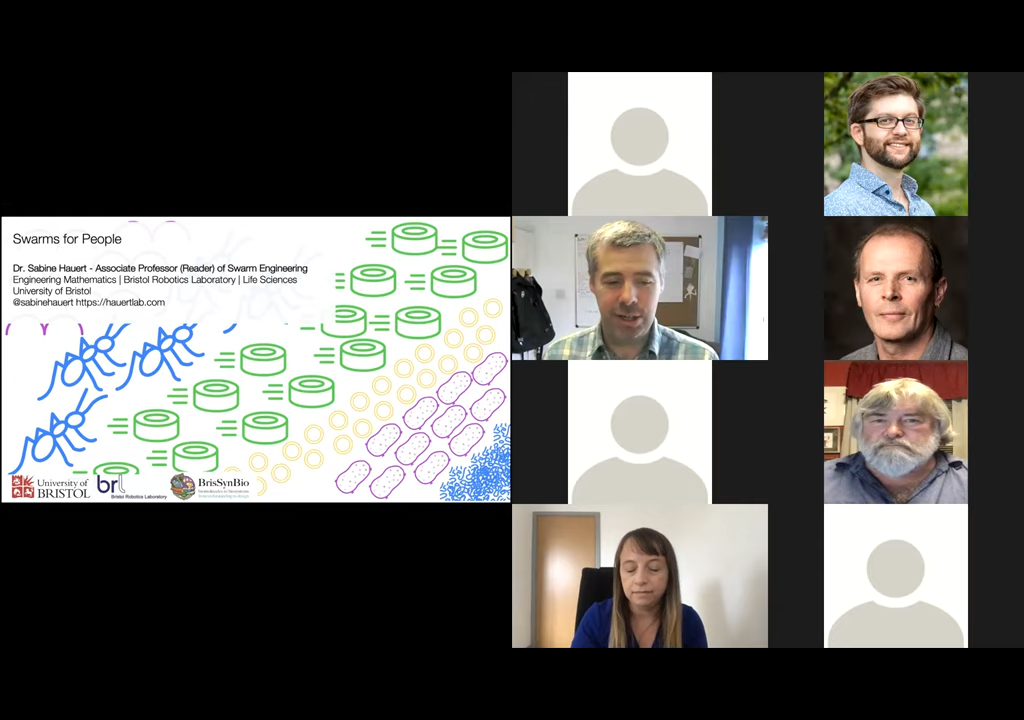 Swarms for People
Dr. Sabine Hauert - Associate Professor (Reader) of Swarm Engineering
Engineering Mathematics | Bristol Robotics Laboratory | Life Sciences
University of Bristol
@sabinehauert https://hauertlab.com
University of
BRISTOL
brl
Bristol Robotics Laboratory
BrisSynBio